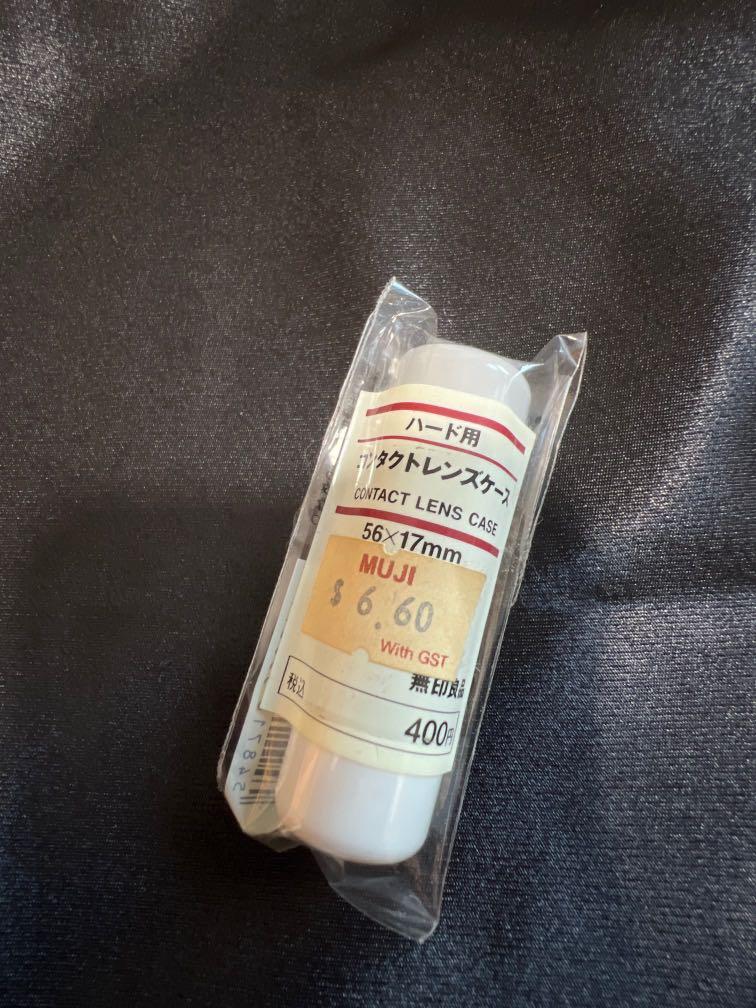 ハード用
コンタクトレンズケース
CONTACT LENS CASE
56×17mm
MUJI
$ 6.60
With GST
無印良品
税込
400円